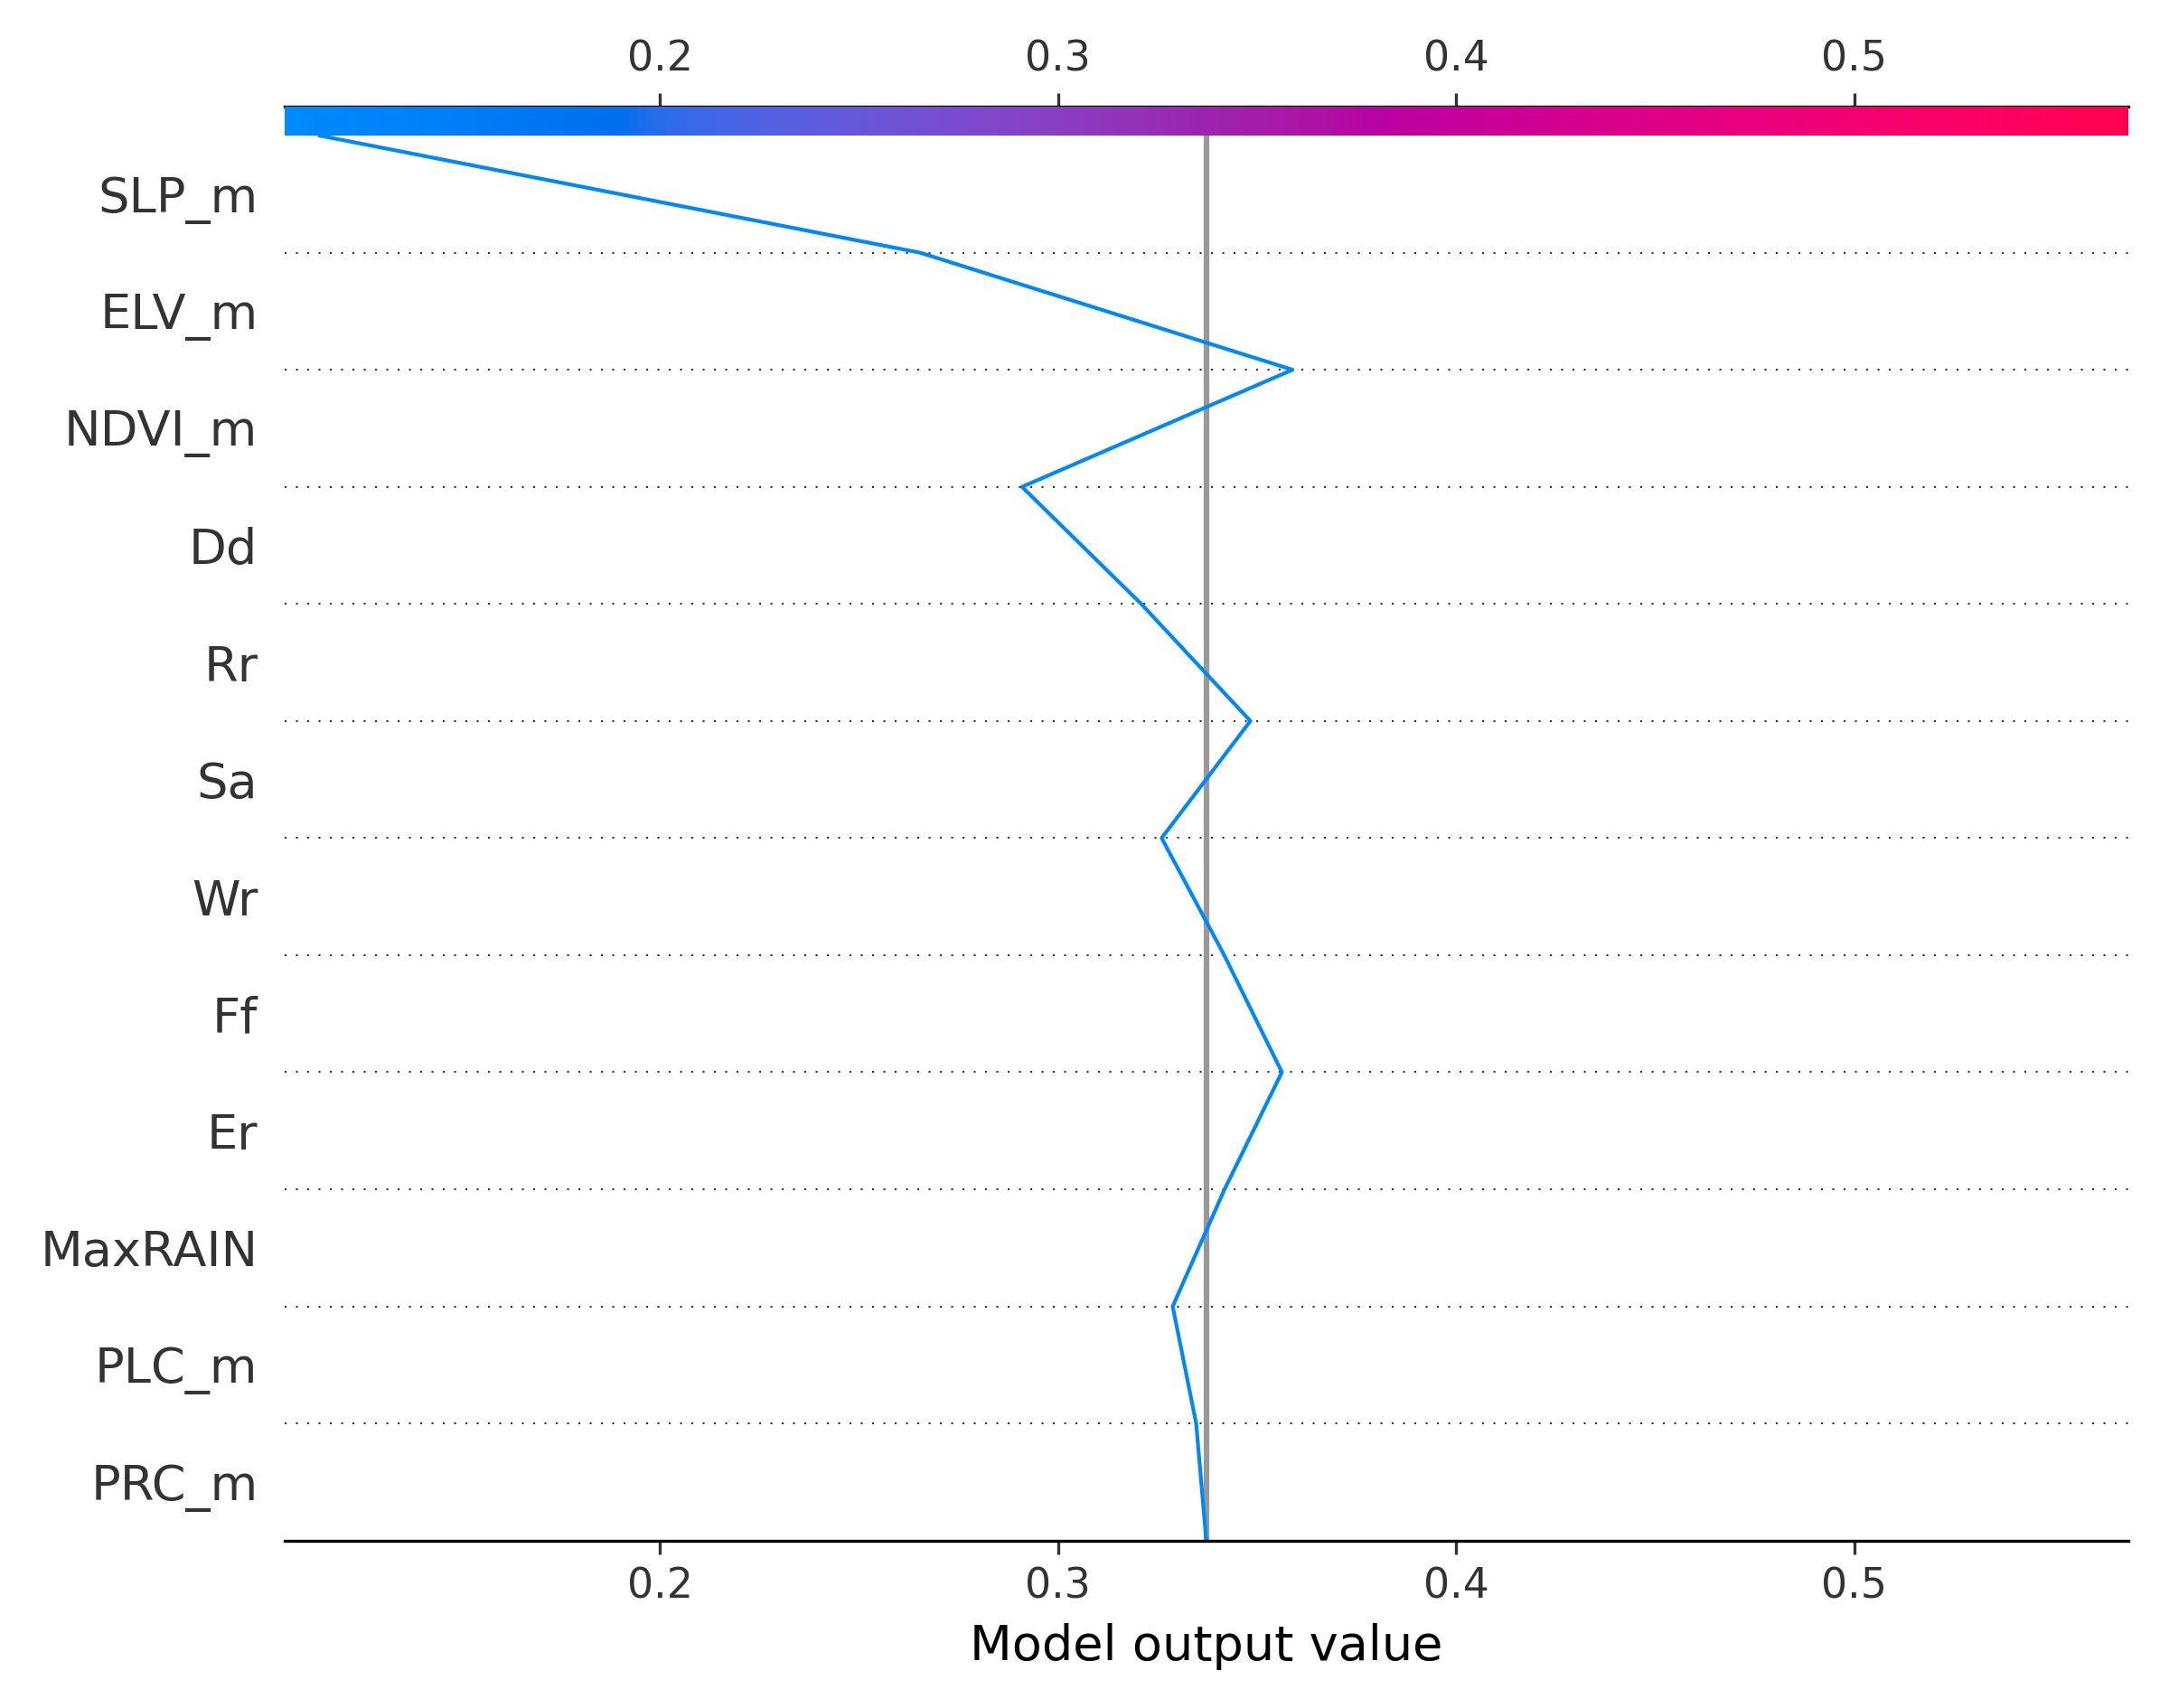 0.2 0.3 0.4 0.5
SLP_m
ELV_m
NDVI_m
Dd
Rr
Sa
Wr
Ff
Er
MaxRAIN
PLC_m
PRC_m
0.2 0.3 0.4 0.5
Model output value